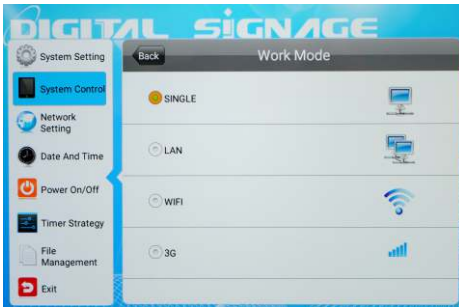 DIGITAL SIGNAGE
System Setting
System Control
Network
Setting
Date And Time
Power On/Off
Timer Strategy
File
Management
Exit
Back
Work Mode
SINGLE
LAN
WIFI
3G